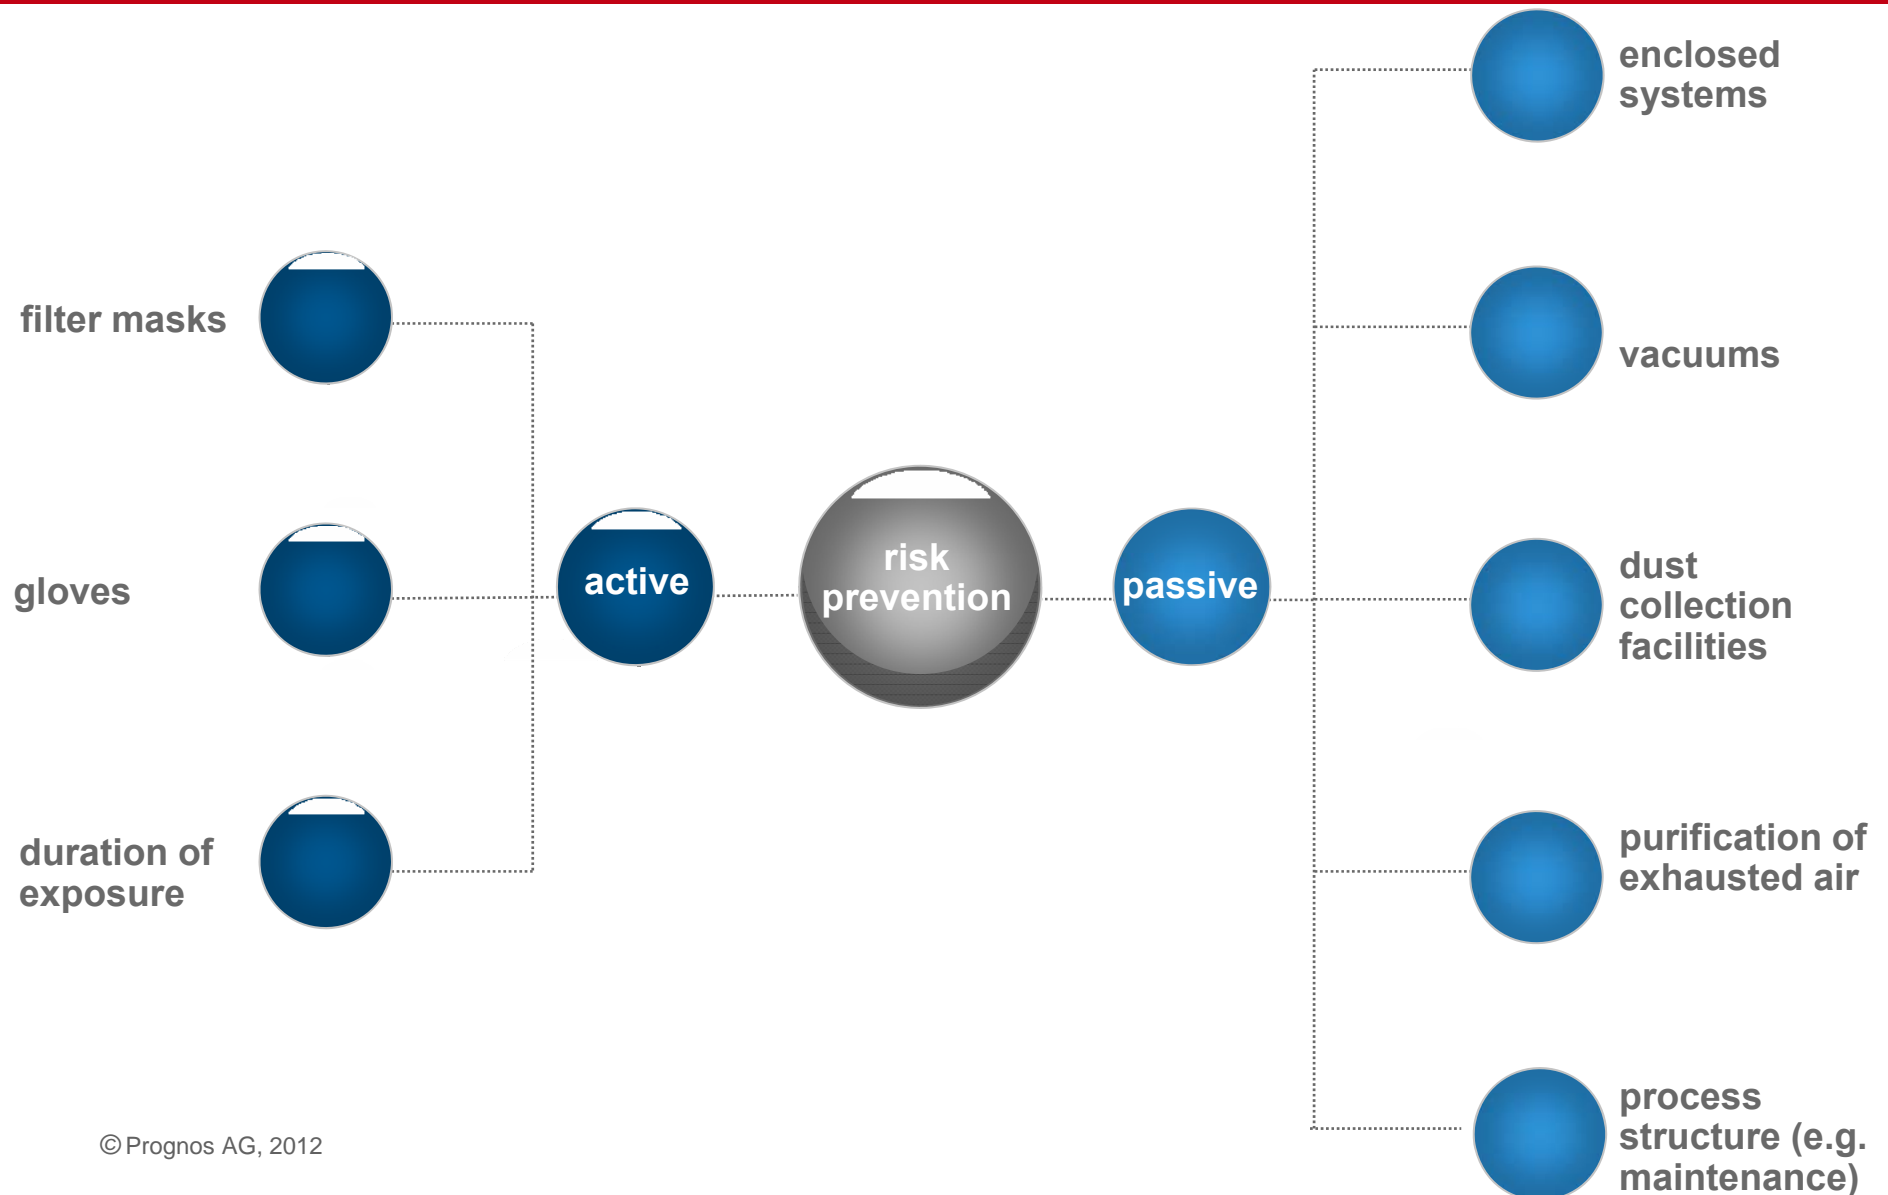 filter masks
gloves
duration of
exposure
active
risk
prevention
passive
enclosed
systems
vacuums
dust
collection
facilities
purification of
exhausted air
process
structure (e.g.
maintenance)
© Prognos AG, 2012